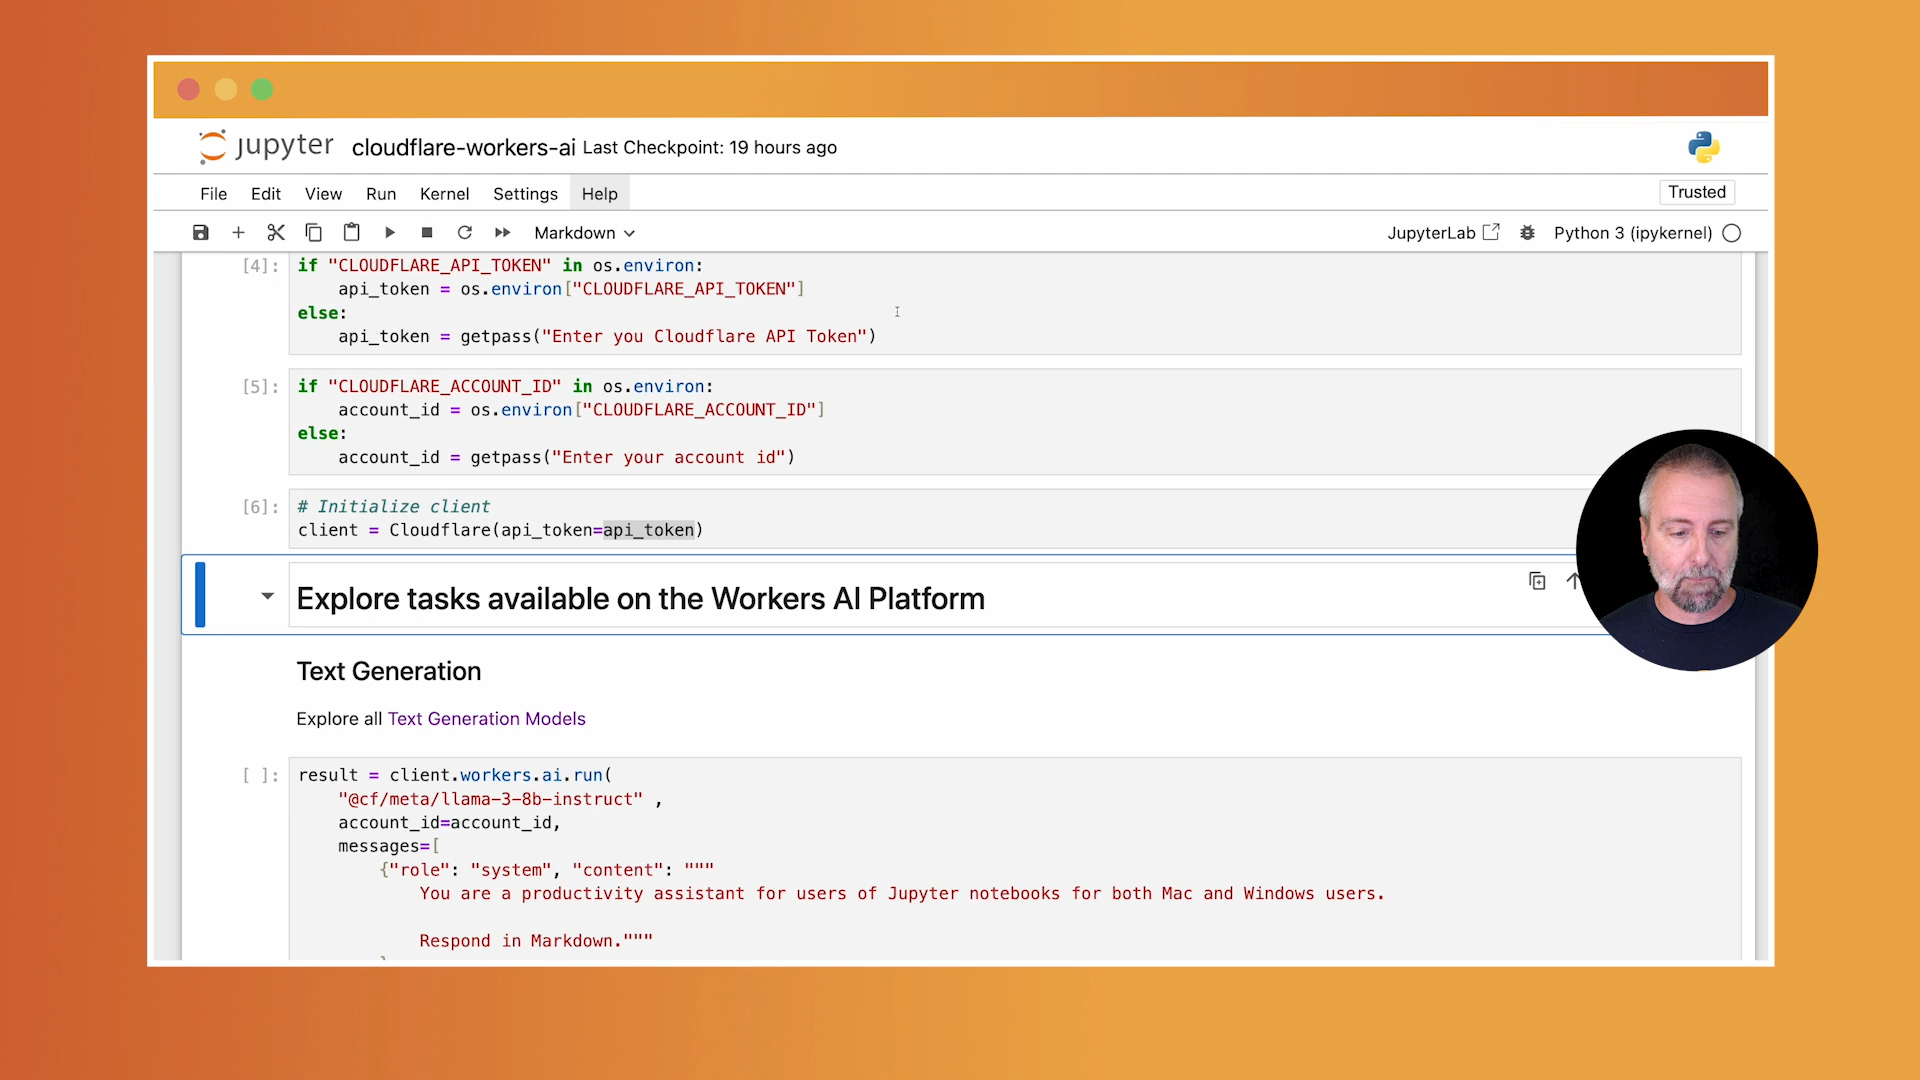 jupyter cloudflare-workers-ai Last Checkpoint: 19 hours ago
File Edit View Run Kernel Settings Help Trusted
Markdown JupyterLab Python 3 (ipykernel)
[4]: if "CLOUDFLARE_API_TOKEN" in os.environ:
api_token = os.environ["CLOUDFLARE_API_TOKEN"]
else:
api_token = getpass("Enter you Cloudflare API Token")
[5]: if "CLOUDFLARE_ACCOUNT_ID" in os.environ:
account_id = os.environ["CLOUDFLARE_ACCOUNT_ID"]
else:
account_id = getpass("Enter your account id")
[6]: # Initialize client
client = Cloudflare(api_token=api_token)
Explore tasks available on the Workers AI Platform
Text Generation
Explore all Text Generation Models
[ ]: result = client.workers.ai.run(
"@cf/meta/llama-3-8b-instruct" ,
account_id=account_id,
messages=[
{"role": "system", "content": """
You are a productivity assistant for users of Jupyter notebooks for both Mac and Windows users.
Respond in Markdown."""